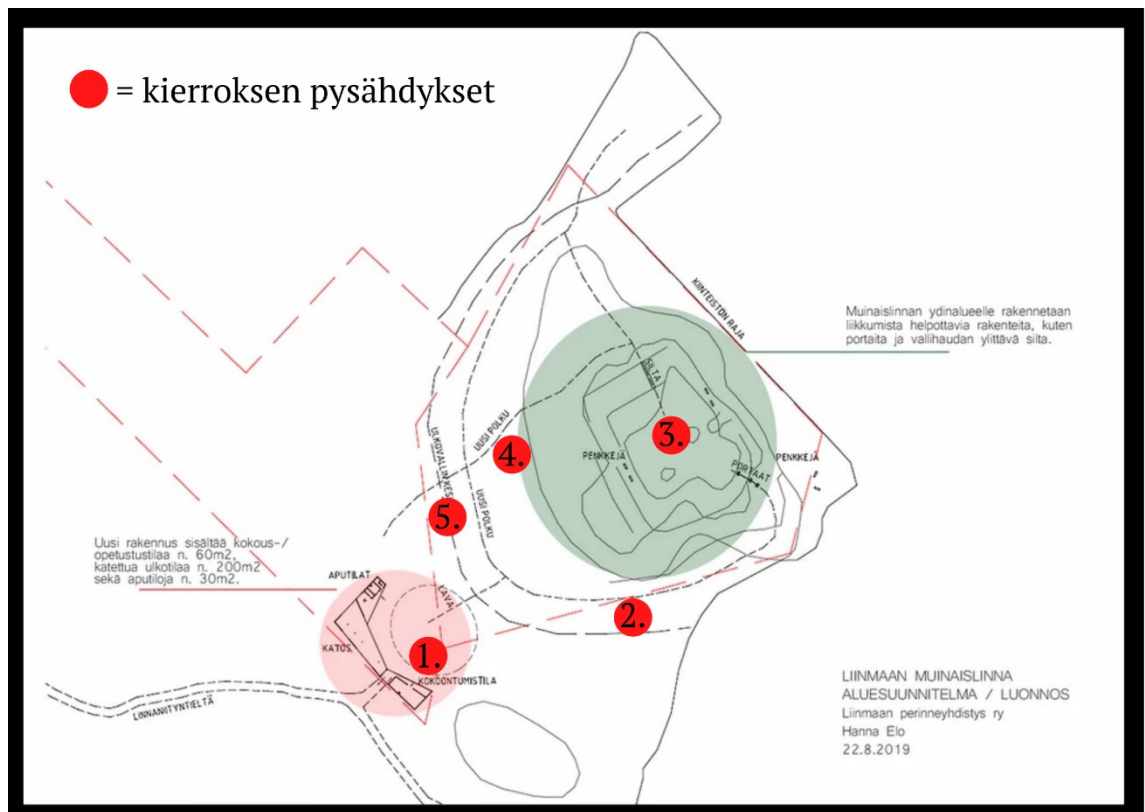 = kierroksen pysähdykset
KIINTEISTÖN RAJA
Muinaislinnan ydinalueelle rakennetaan
liikkumista helpottavia rakenteita, kuten
portaita ja vallihaudan ylittävä silta.
SILTA
3.
UUSI POLKU
4.
PENKKEJÄ
PENKKEJÄ
PORTAAT
ULKOVALLIN
5.
UUSI POLKU
Uusi rakennus sisältää kokous-/
opetustustilaa n. 60m2,
katettua ulkotilaa n. 200m2
sekä aputiloja n. 30m2.
APUTILAT
LAVA
2.
KATOS
1.
KOKOONTUMISTILA
LINNANIITYNTIELTÄ
LIINMAAN MUINAISLINNA
ALUESUUNNITELMA / LUONNOS
Liinmaan perinneyhdistys ry
Hanna Elo
22.8.2019